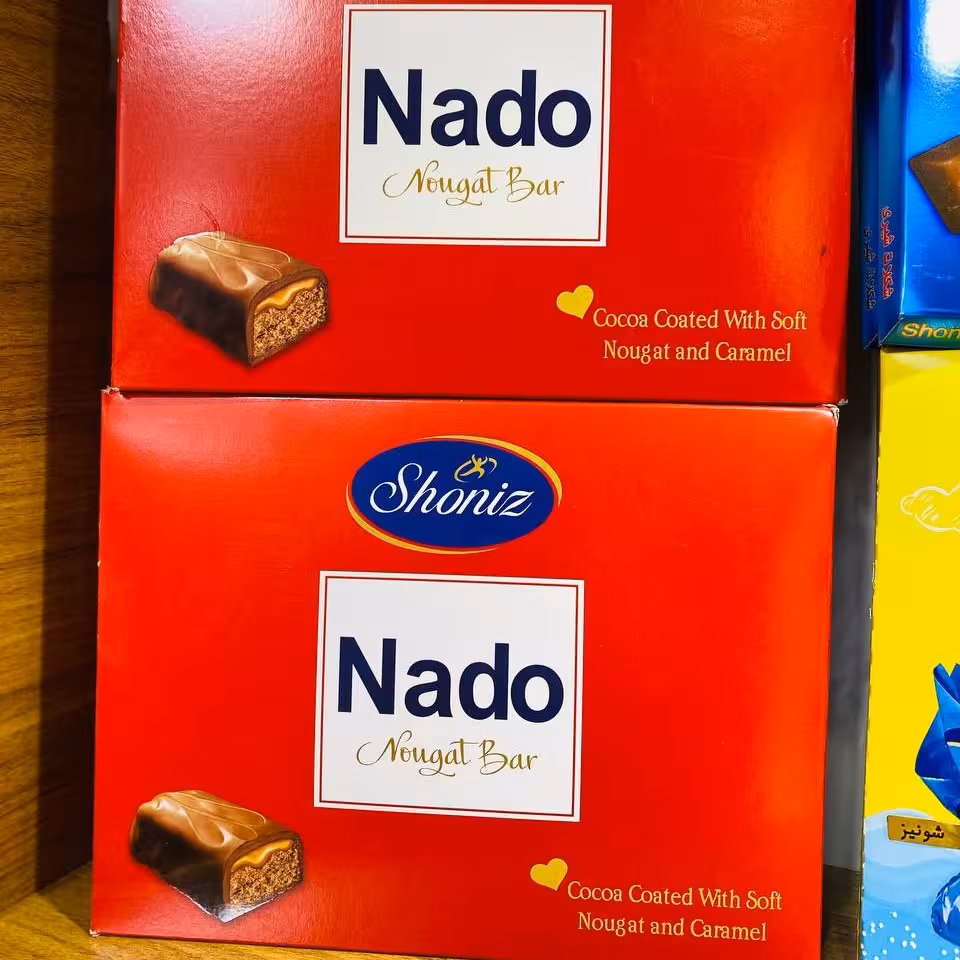 Nado
Nougat Bar
Cocoa Coated With Soft
Nougat and Caramel
Shoniz
Nado
Nougat Bar
Cocoa Coated With Soft
Nougat and Caramel
شونیز